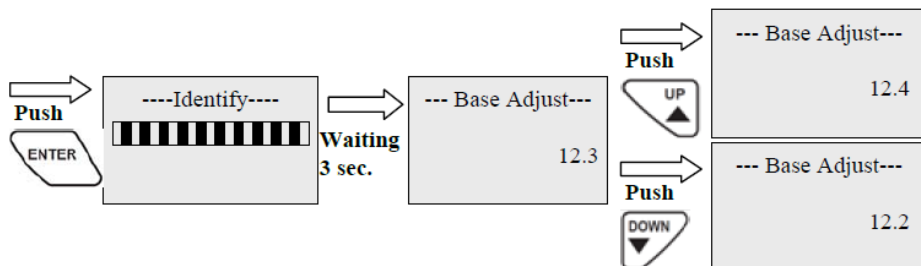 Push
ENTER
----Identify----
Waiting
3 sec.
--- Base Adjust---
12.3
Push
UP
--- Base Adjust---
12.4
Push
DOWN
--- Base Adjust---
12.2